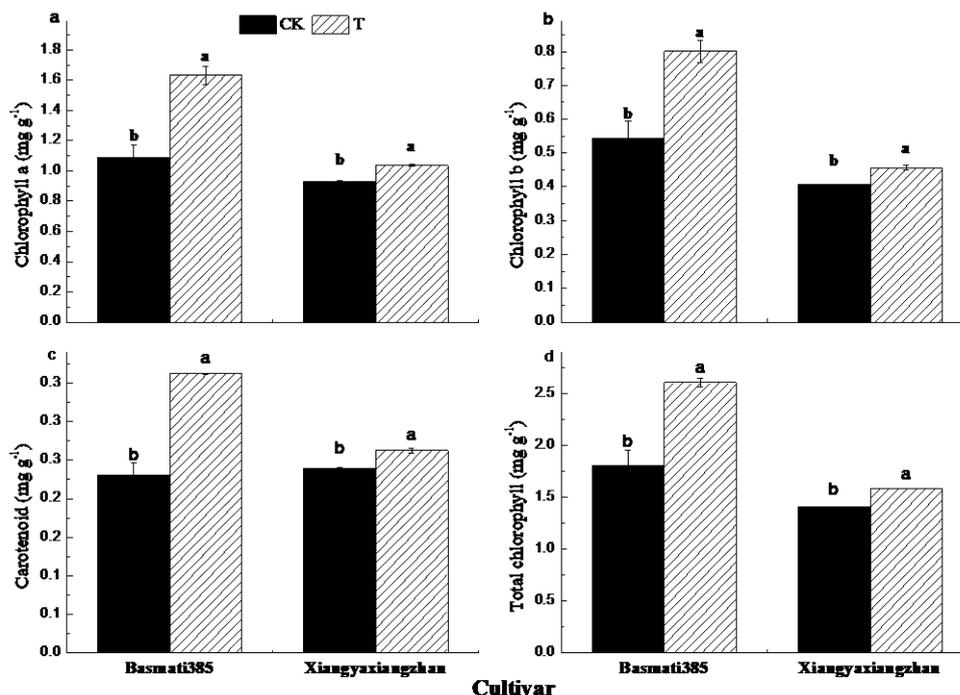 a
CK T
Chlorophyll a (mg g-1)
1.8
1.6
1.4
1.2
1.0
0.8
0.6
0.4
0.2
0.0
b
a
b
a
b
Chlorophyll b (mg g-1)
0.8
0.7
0.6
0.5
0.4
0.3
0.2
0.1
0.0
b
a
b
a
c
Carotenoid (mg g-1)
0.3
0.3
0.3
0.2
0.2
0.1
0.1
0.0
b
a
b
a
Basmati385 Xiangyaxiangzhan
d
Total chlorophyll (mg g-1)
2.5
2.0
1.5
1.0
0.5
0.0
b
a
b
a
Basmati385 Xiangyaxiangzhan
Cultivar